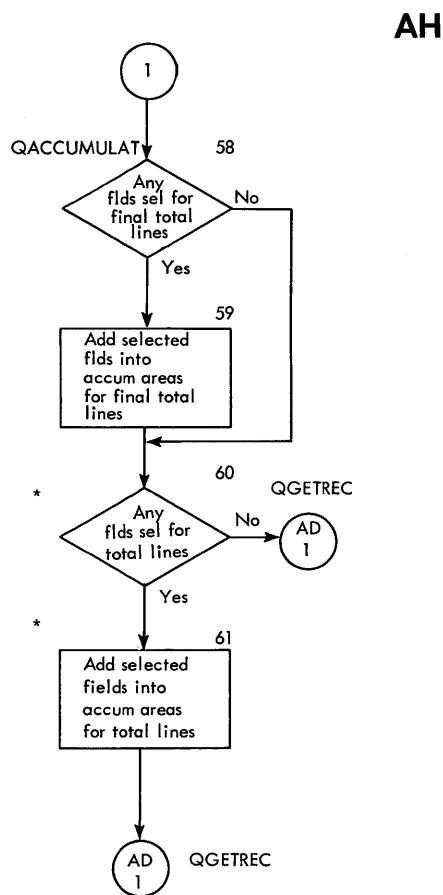 AH
1
QACCUMULAT
58
Any
flds sel for
final total
lines
No
Yes
59
Add selected
flds into
accum areas
for final total
lines
60
*
QGETREC
Any
flds sel for
total lines
No
AD
1
Yes
*
61
Add selected
fields into
accum areas
for total lines
AD
1
QGETREC